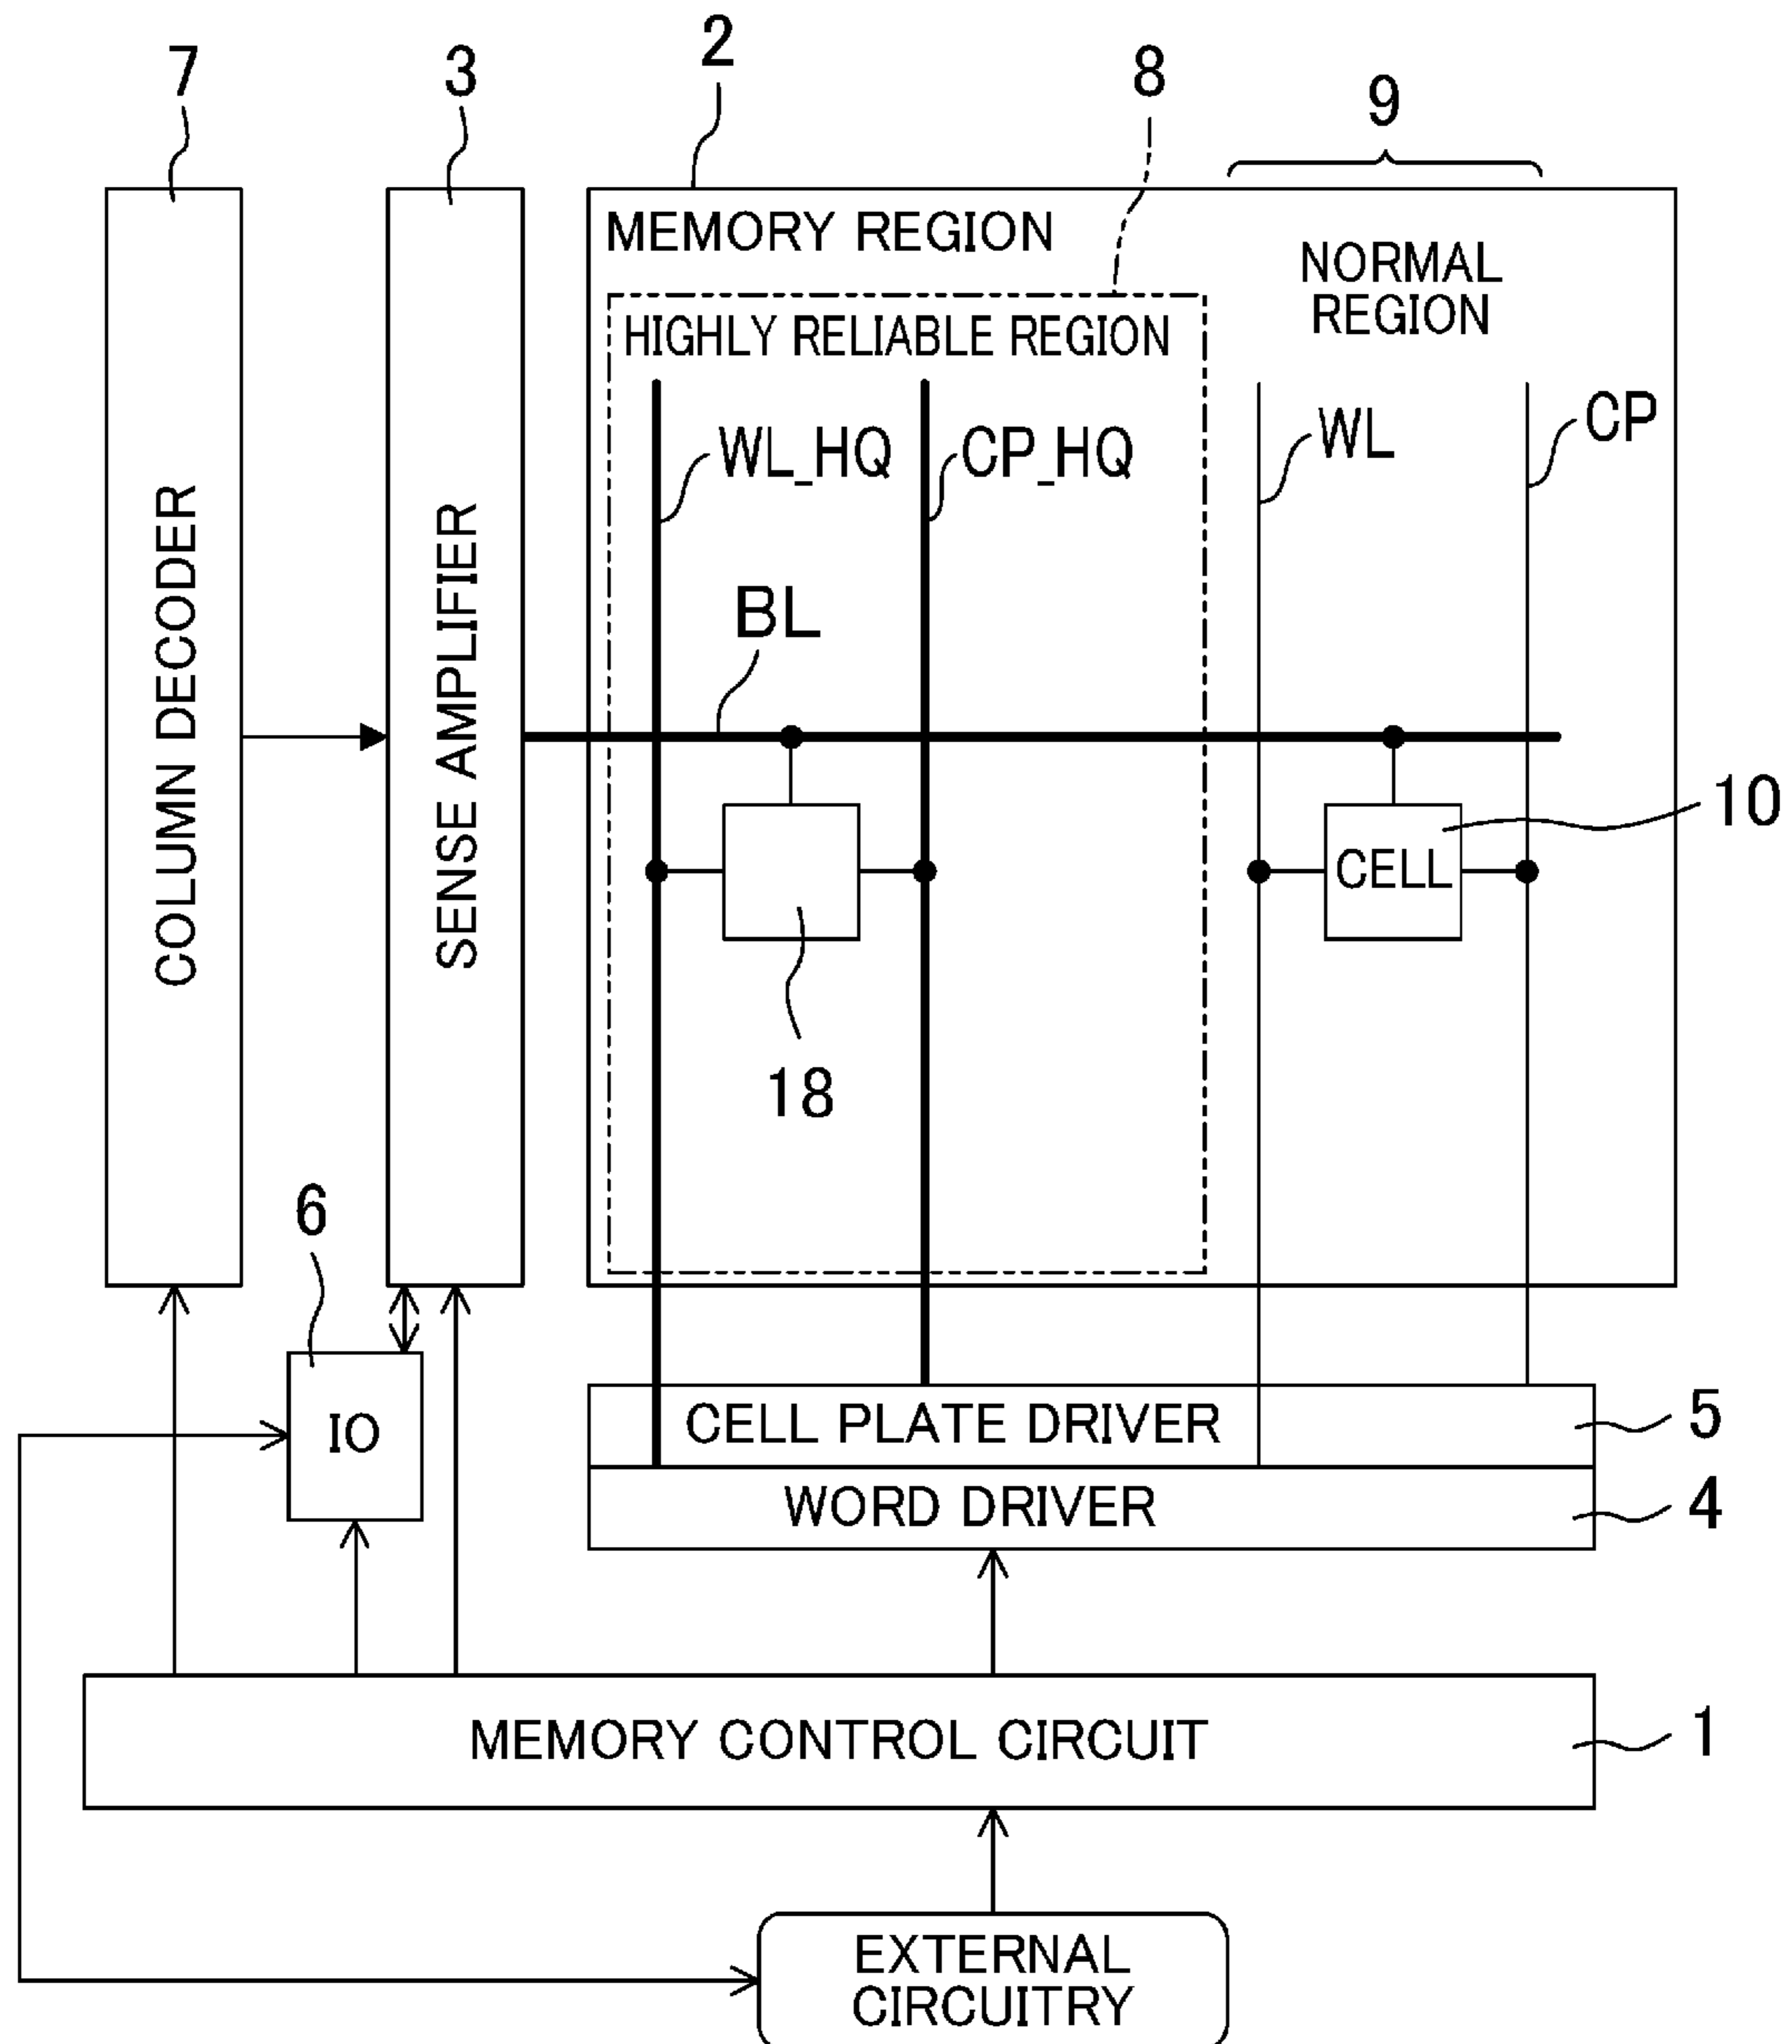 7
3
2
8
9
MEMORY REGION
NORMAL
REGION
HIGHLY RELIABLE REGION
WL_HQ
CP_HQ
WL
CP
BL
COLUMN DECODER
SENSE AMPLIFIER
10
CELL
18
6
IO
CELL PLATE DRIVER
5
WORD DRIVER
4
MEMORY CONTROL CIRCUIT
1
EXTERNAL
CIRCUITRY